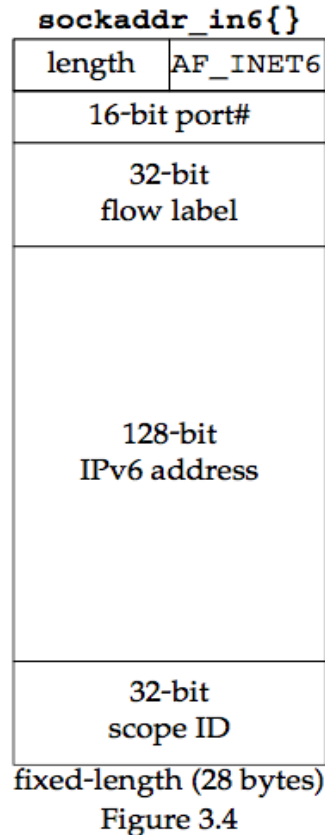 sockaddr_in6{}
length AF_INET6
16-bit port#
32-bit
flow label
128-bit
IPv6 address
32-bit
scope ID
fixed-length (28 bytes)
Figure 3.4